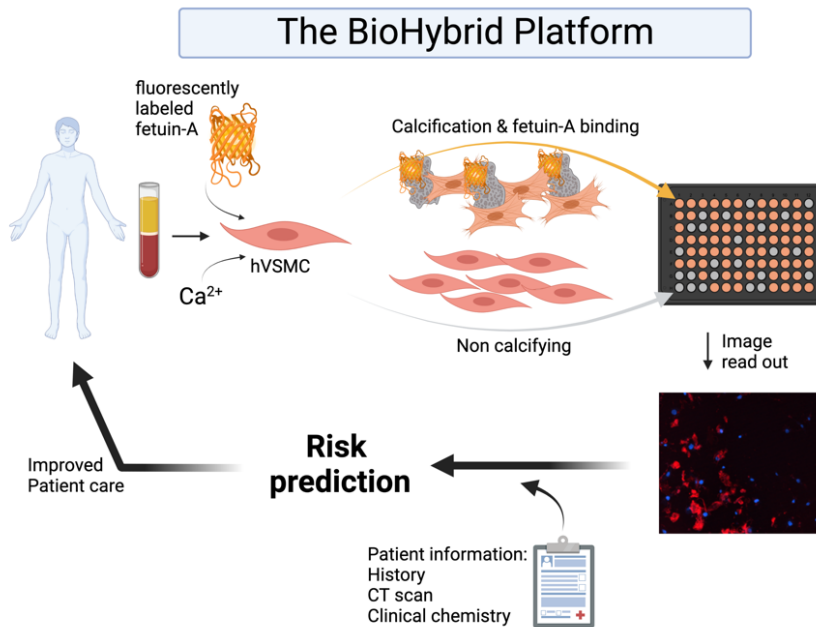 The BioHybrid Platform
fluorescently
labeled
fetuin-A
Calcification & fetuin-A binding
hVSMC
Ca²⁺
Non calcifying
Image
read out
Risk
prediction
Improved
Patient care
Patient information:
History
CT scan
Clinical chemistry